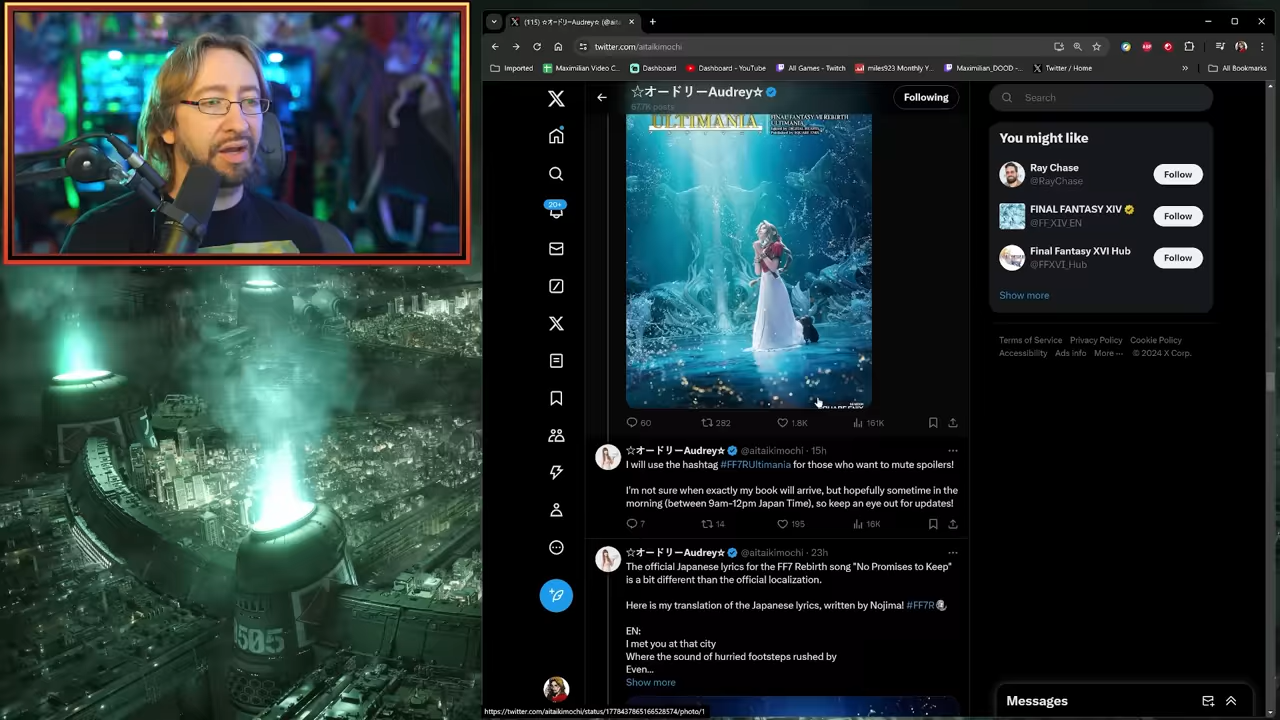 (115) ☆オードリーAudrey☆ (@aita
twitter.com/aitaikimochi
Imported
Maximilian Video C...
Dashboard
Dashboard - YouTube
All Games - Twitch
miles923 Monthly Y...
Maximilian_DOOD -...
Twitter / Home
All Bookmarks
☆オードリーAudrey☆
67.7K posts
Following
Search
ULTIMANIA
FINAL FANTASY VII REBIRTH
ULTIMANIA
You might like
Ray Chase
@RayChase
Follow
FINAL FANTASY XIV
@FF_XIV_EN
Follow
Final Fantasy XVI Hub
@FFXVI_Hub
Follow
Show more
Terms of Service Privacy Policy Cookie Policy
Accessibility Ads info More ··· © 2024 X Corp.
20+
60 282 1.8K 161K
☆オードリーAudrey☆ @aitaikimochi · 15h
I will use the hashtag #FF7RUltimania for those who want to mute spoilers!
I'm not sure when exactly my book will arrive, but hopefully sometime in the
morning (between 9am-12pm Japan Time), so keep an eye out for updates!
7 14 195 16K
☆オードリーAudrey☆ @aitaikimochi · 23h
The official Japanese lyrics for the FF7 Rebirth song "No Promises to Keep"
is a bit different than the official localization.
Here is my translation of the Japanese lyrics, written by Nojima! #FF7R
EN:
I met you at that city
Where the sound of hurried footsteps rushed by
Even...
Show more
Messages
https://twitter.com/aitaikimochi/status/1778437865166528574/photo/1